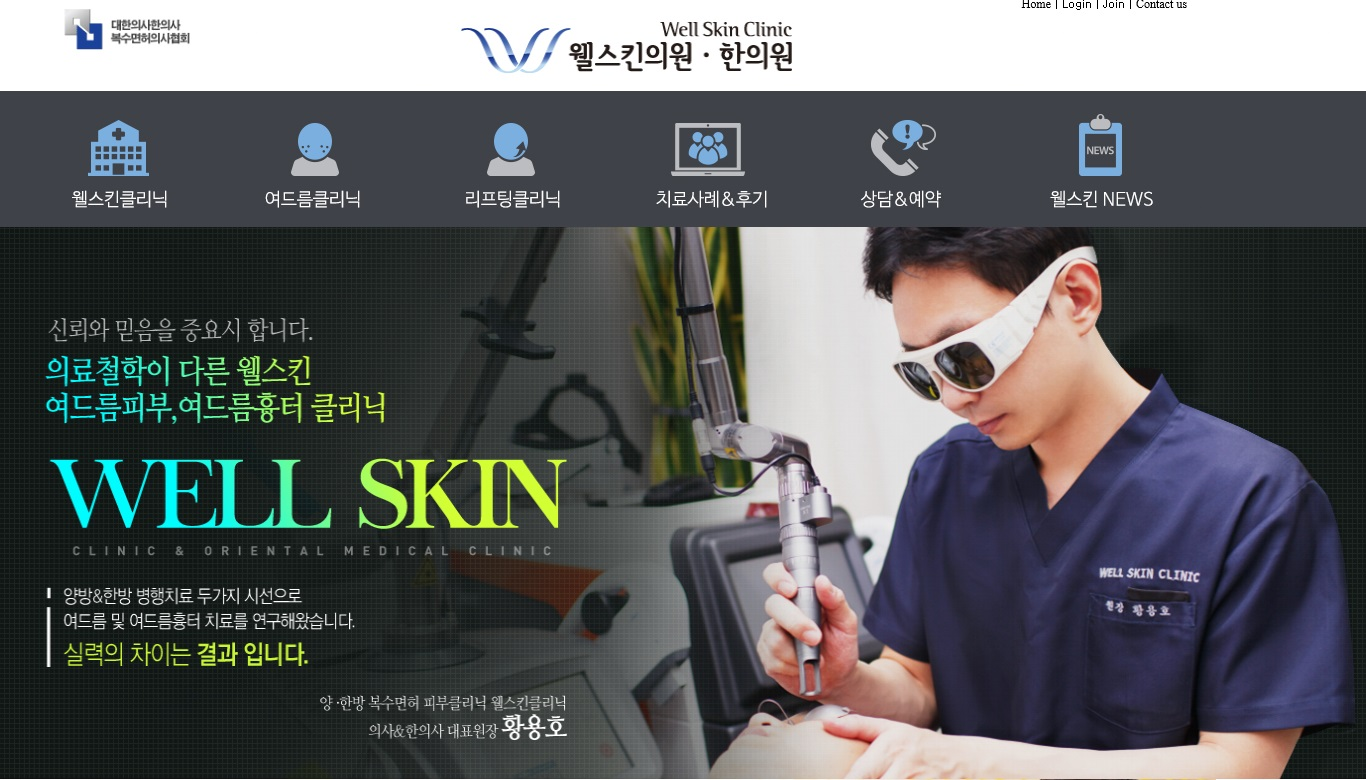 Home | Login | Join | Contact us
대한의사한의사
복수면허의사협회
Well Skin Clinic
웰스킨의원 · 한의원
NEWS
웰스킨클리닉 여드름클리닉 리프팅클리닉 치료사례&후기 상담&예약 웰스킨 NEWS
신뢰와 믿음을 중요시 합니다.
의료철학이 다른 웰스킨
여드름피부,여드름흉터 클리닉
WELL SKIN
CLINIC & ORIENTAL MEDICAL CLINIC
양방&한방 병행치료 두가지 시선으로
여드름 및 여드름흉터 치료를 연구해왔습니다.
실력의 차이는 결과 입니다.
양·한방 복수면허 피부클리닉 웰스킨클리닉
의사&한의사 대표원장 황용호
WELL SKIN CLINIC
원장 황용호